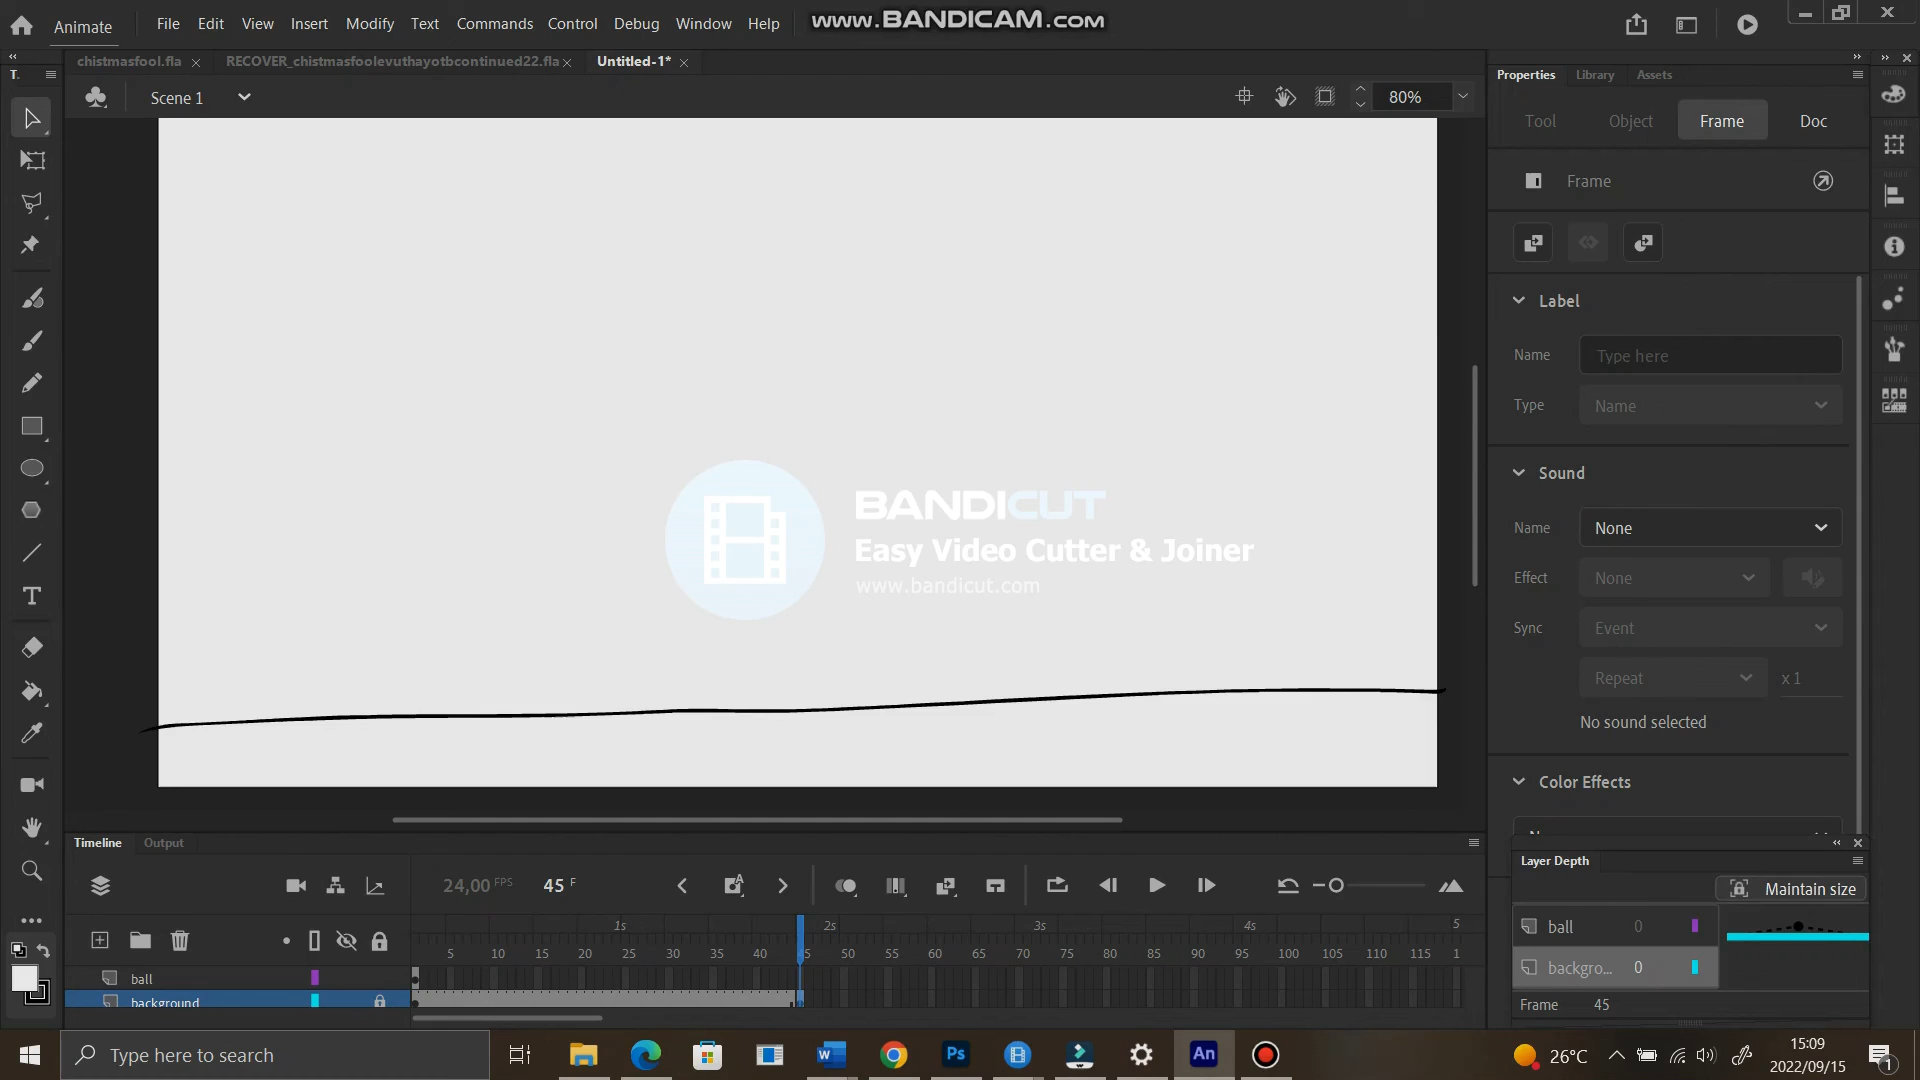 Animate File Edit View Insert Modify Text Commands Control Debug Window Help
www.BANDICAM.com
chistmasfool.fla RECOVER_chistmasfoolevuthayotbcontinued22.fla Untitled-1*
Scene 1 80%
Properties Library Assets
Tool Object Frame Doc
Frame
Label
Name Type here
Type Name
Sound
Name None
Effect None
Sync Event
Repeat x 1
No sound selected
Color Effects
BANDICUT
Easy Video Cutter & Joiner
www.bandicut.com
T.
Timeline Output
24,00 FPS 45 F
1s 2s 3s 4s 5
5 10 15 20 25 30 35 40 45 50 55 60 65 70 75 80 85 90 95 100 105 110 115 1
ball
background
Layer Depth
Maintain size
ball 0
backgro... 0
Frame 45
Type here to search
W Ps An
26°C
15:09
2022/09/15
1